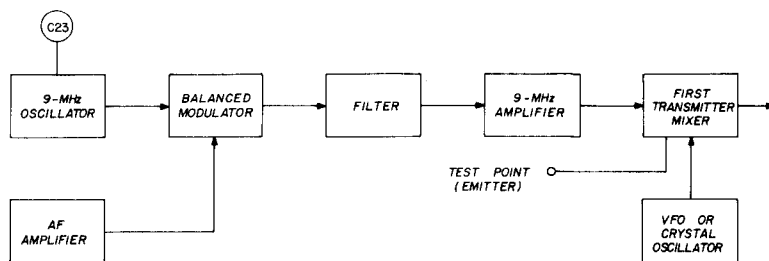 C23
9-MHz
OSCILLATOR
BALANCED
MODULATOR
FILTER
9-MHz
AMPLIFIER
FIRST
TRANSMITTER
MIXER
TEST POINT
(EMITTER)
AF
AMPLIFIER
VFO OR
CRYSTAL
OSCILLATOR